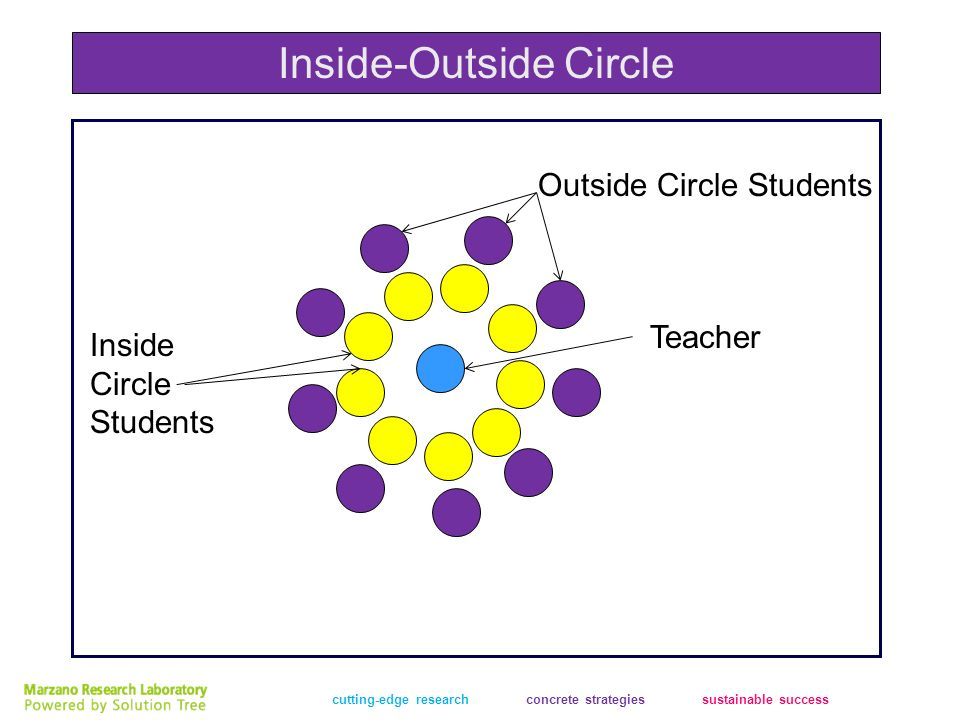 Inside-Outside Circle
Outside Circle Students
Teacher
Inside
Circle
Students
Marzano Research Laboratory
Powered by Solution Tree
cutting-edge research concrete strategies sustainable success